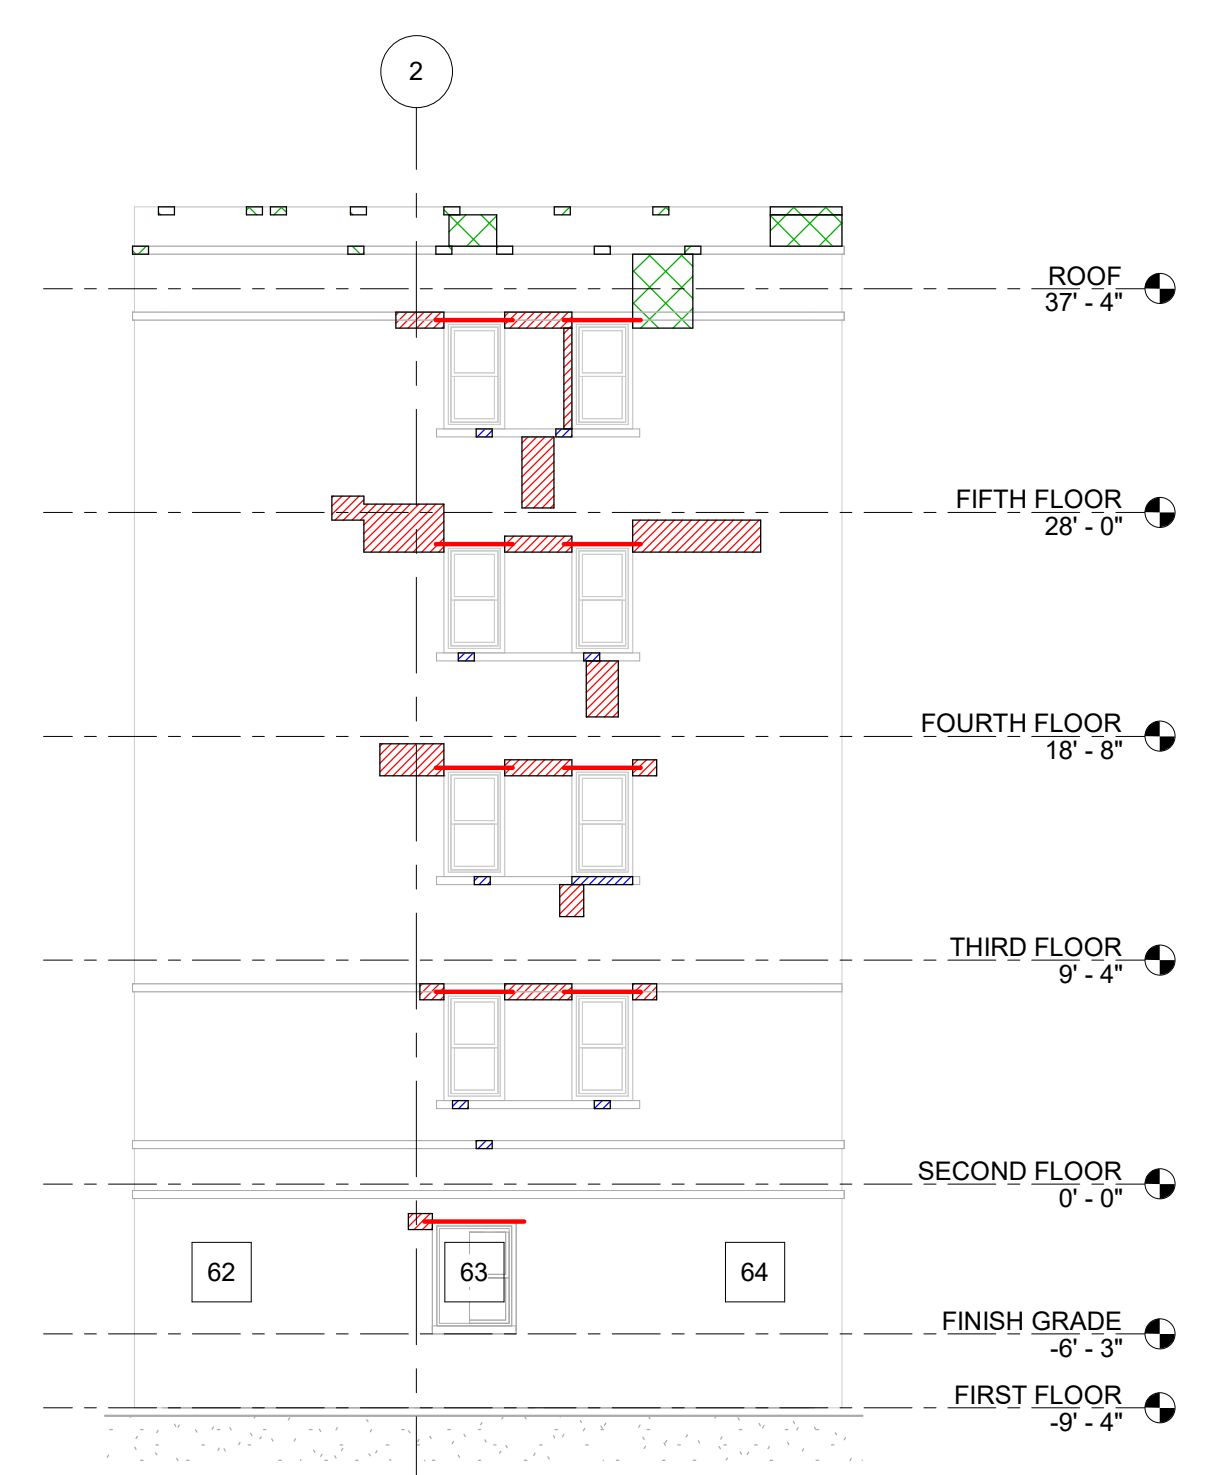 2
ROOF
37' - 4"
FIFTH FLOOR
28' - 0"
FOURTH FLOOR
18' - 8"
THIRD FLOOR
9' - 4"
SECOND FLOOR
0' - 0"
62
63
64
FINISH GRADE
-6' - 3"
FIRST FLOOR
-9' - 4"